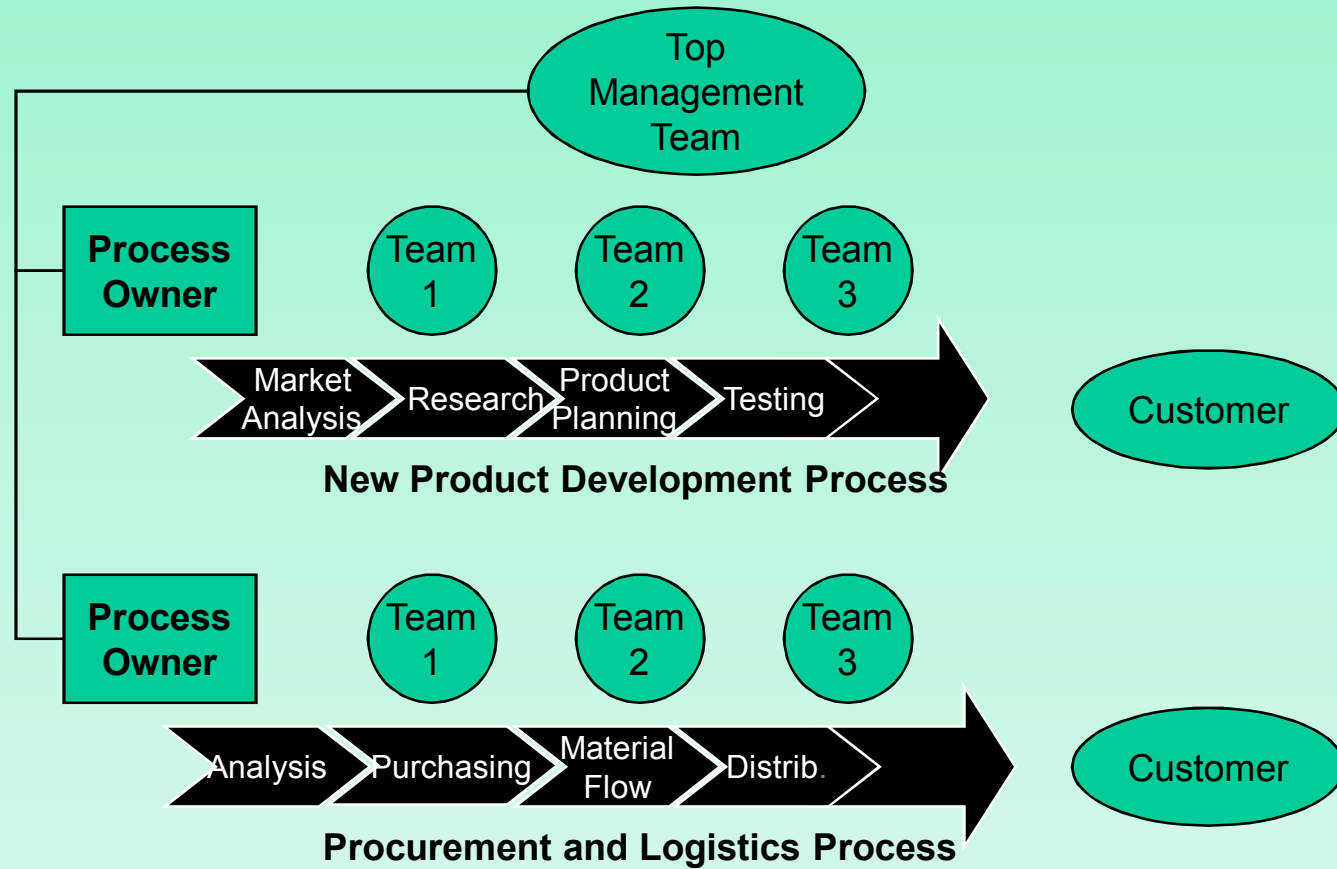 Top
Management
Team
Process
Owner
Team
1
Team
2
Team
3
Market
Analysis
Research
Product
Planning
Testing
Customer
New Product Development Process
Process
Owner
Team
1
Team
2
Team
3
Analysis
Purchasing
Material
Flow
Distrib.
Customer
Procurement and Logistics Process